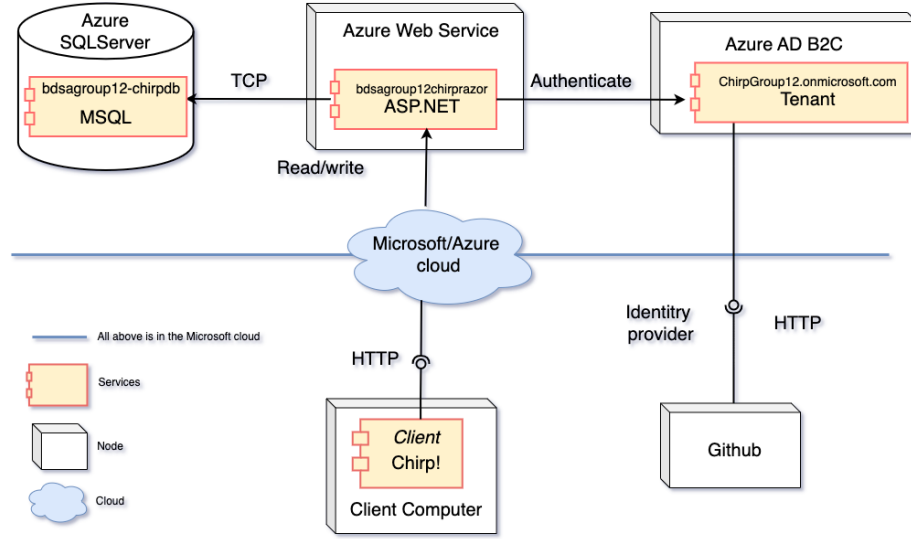 Azure
SQLServer
bdsagroup12-chirpdb
MSQL
TCP
Azure Web Service
bdsagroup12chirprazor
ASP.NET
Authenticate
Azure AD B2C
ChirpGroup12.onmicrosoft.com
Tenant
Read/write
Microsoft/Azure
cloud
Identitry
provider
HTTP
All above is in the Microsoft cloud
HTTP
Services
Client
Chirp!
Client Computer
Github
Node
Cloud